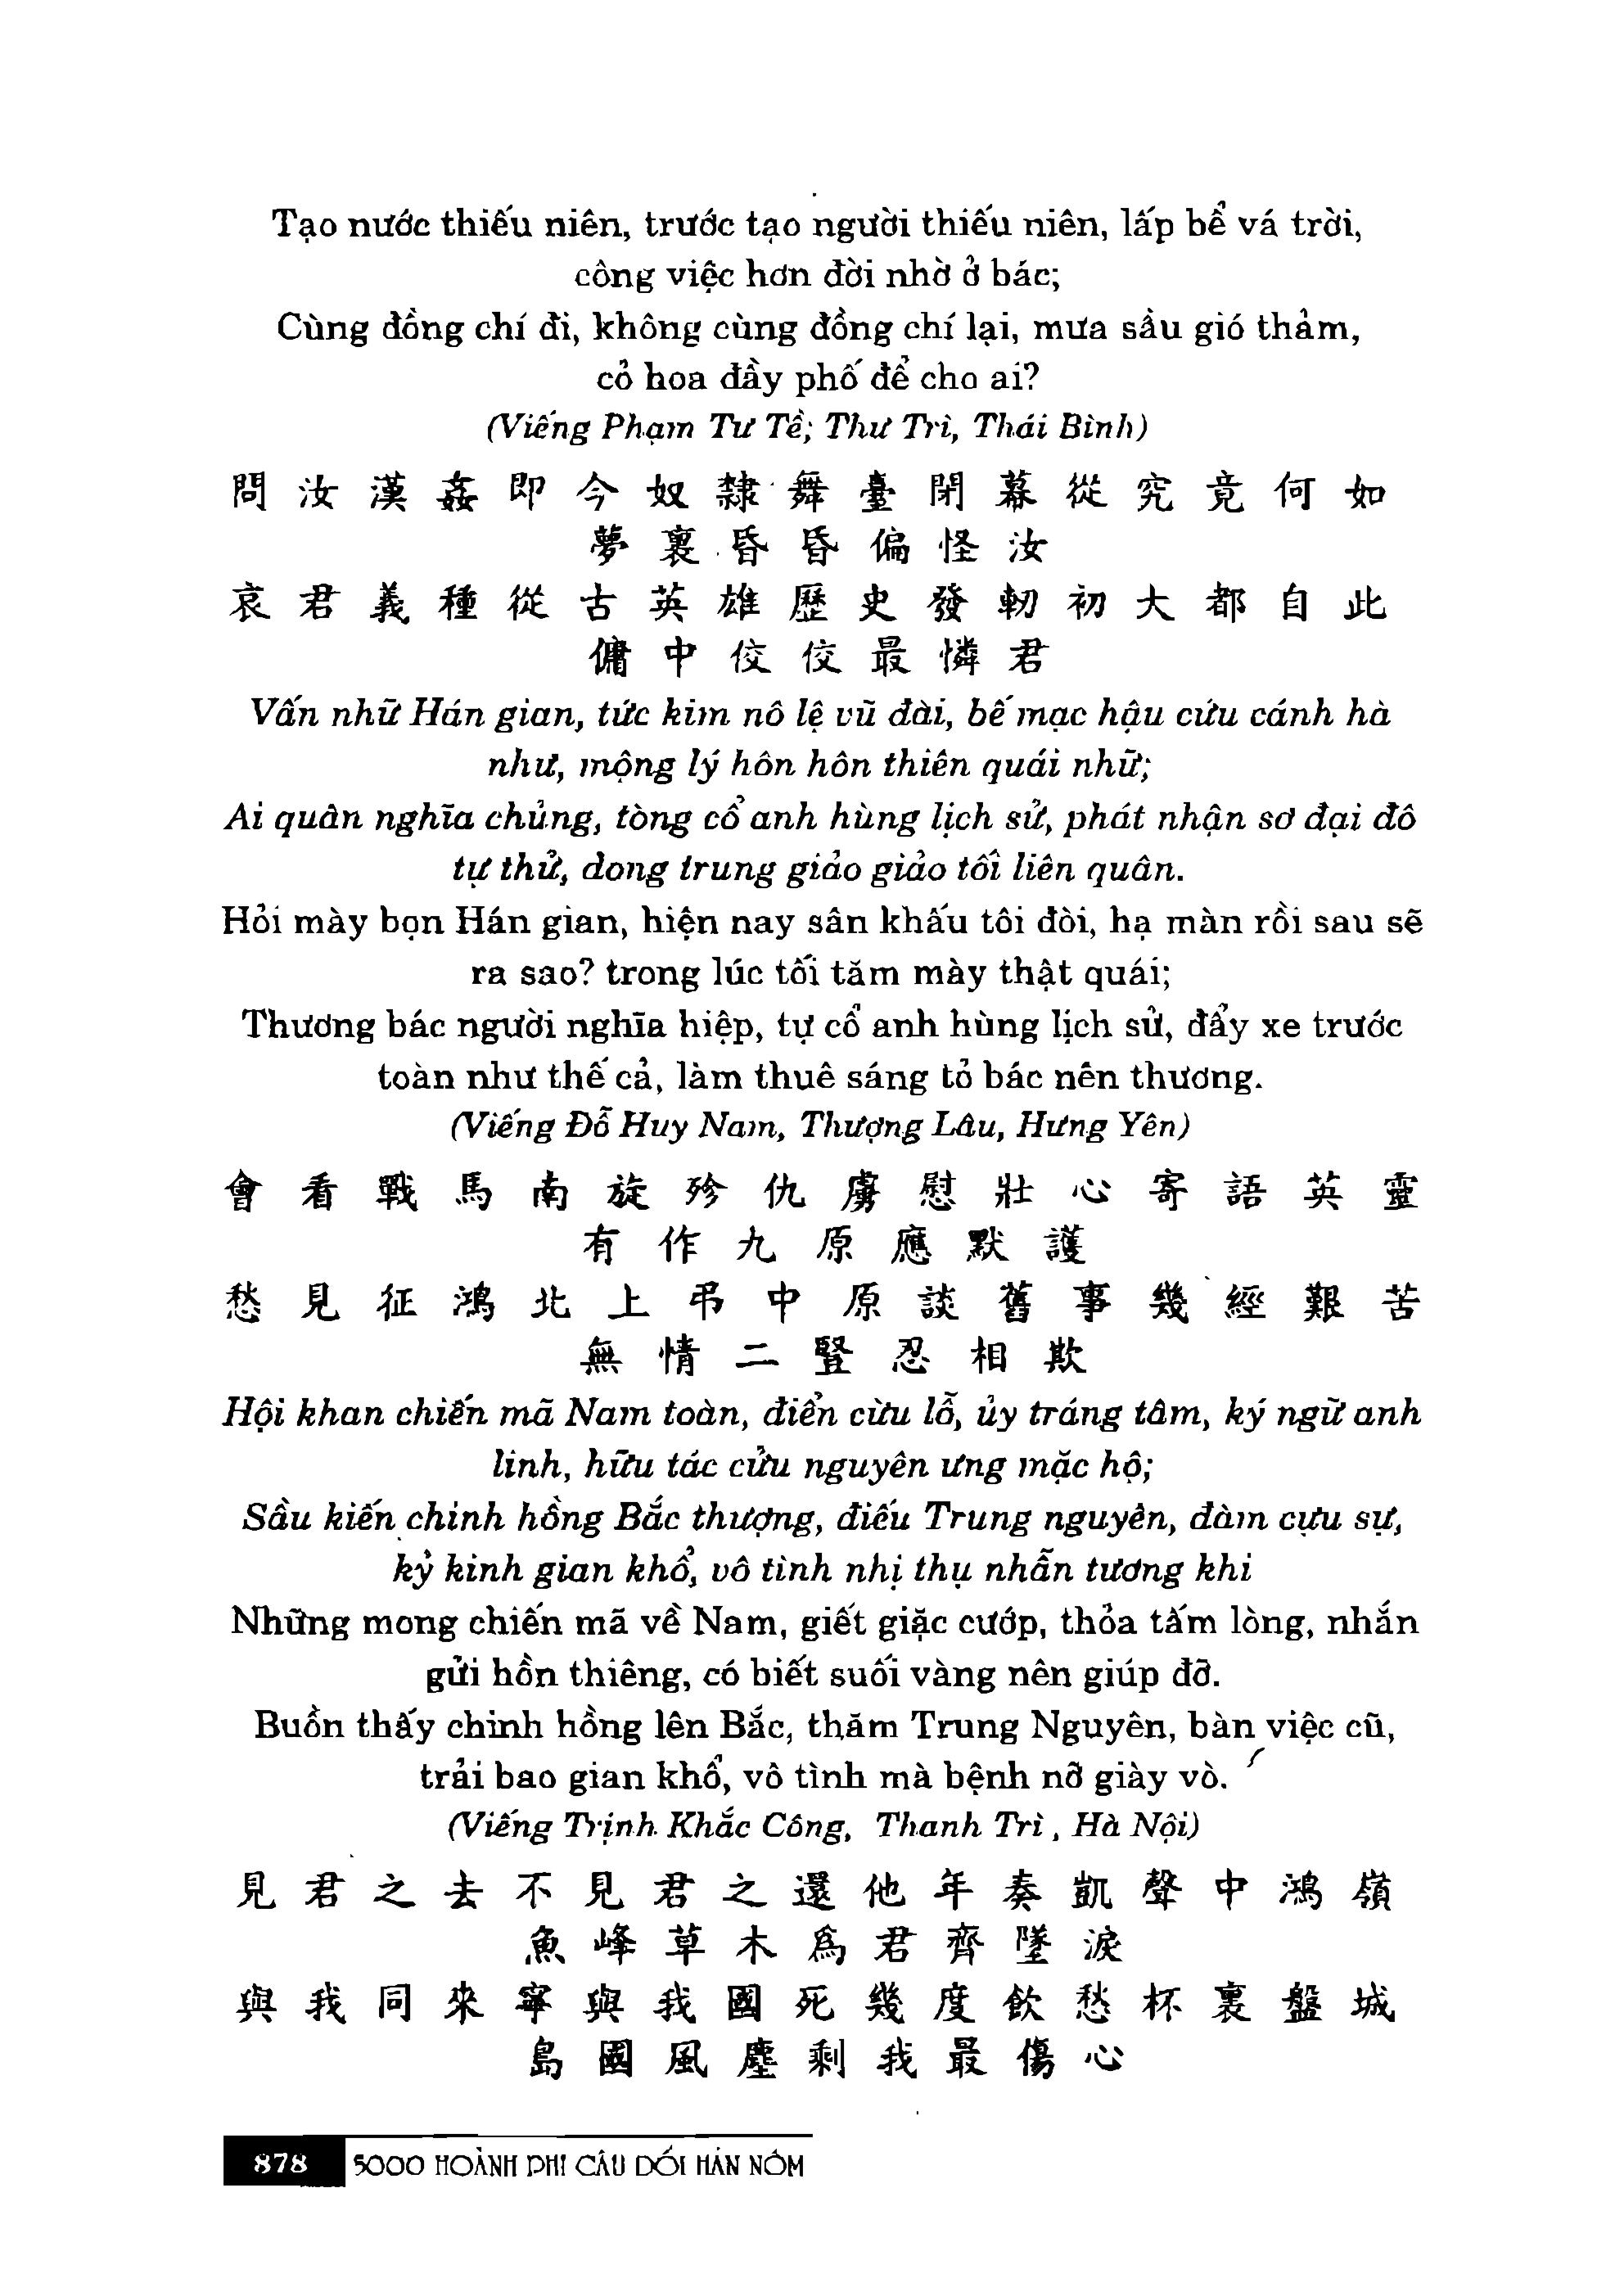 Tạo nước thiếu niên, trước tạo người thiếu niên, lấp bể vá trời,
công việc hơn đời nhờ ở bác;
Cùng đồng chí đi, không cùng đồng chí lại, mưa sầu gió thảm,
cỏ hoa đầy phố để cho ai?
(Viếng Phạm Tư Tề; Thư Trì, Thái Bình)
問汝漢姦即今奴隸舞臺閉幕從究竟何如
夢裏昏昏偏怪汝
哀君義種從古英雄歷史發軔初大都自此
傭中佼佼最憐君
Vấn nhữ Hán gian, tức kim nô lệ vũ đài, bế mạc hậu cứu cánh hà
như, mộng lý hôn hôn thiên quái nhữ;
Ai quân nghĩa chủng, tòng cổ anh hùng lịch sử, phát nhận sơ đại đô
tự thử, dong trung giảo giảo tối liên quân.
Hỏi mày bọn Hán gian, hiện nay sân khấu tôi đòi, hạ màn rồi sau sẽ
ra sao? trong lúc tối tăm mày thật quái;
Thương bác người nghĩa hiệp, tự cổ anh hùng lịch sử, đẩy xe trước
toàn như thế cả, làm thuê sáng tỏ bác nên thương.
(Viếng Đỗ Huy Nam, Thượng Lâu, Hưng Yên)
會看戰馬南旋殄仇虜慰壯心寄語英靈
有作九原應默護
愁見征鴻北上弔中原談舊事幾經艱苦
無情二豎忍相欺
Hội khan chiến mã Nam toàn, điển cừu lỗ, ủy tráng tâm, ký ngữ anh
linh, hữu tác cửu nguyên ưng mặc hộ;
Sầu kiến chinh hồng Bắc thượng, điếu Trung nguyên, đàm cựu sự,
kỷ kinh gian khổ, vô tình nhị thụ nhẫn tương khi
Những mong chiến mã về Nam, giết giặc cướp, thỏa tấm lòng, nhắn
gửi hồn thiêng, có biết suối vàng nên giúp đỡ.
Buồn thấy chinh hồng lên Bắc, thăm Trung Nguyên, bàn việc cũ,
trải bao gian khổ, vô tình mà bệnh nỡ giày vò.
(Viếng Trịnh Khắc Công, Thanh Trì, Hà Nội)
見君之去不見君之還他年奏凱聲中鴻嶺
魚峰草木爲君齊墜淚
與我同來寧與我國死幾度飲愁杯裏盤城
島國風塵剩我最傷心
878 5000 HOÀNH PHI CÂU ĐỐI HÁN NÔM